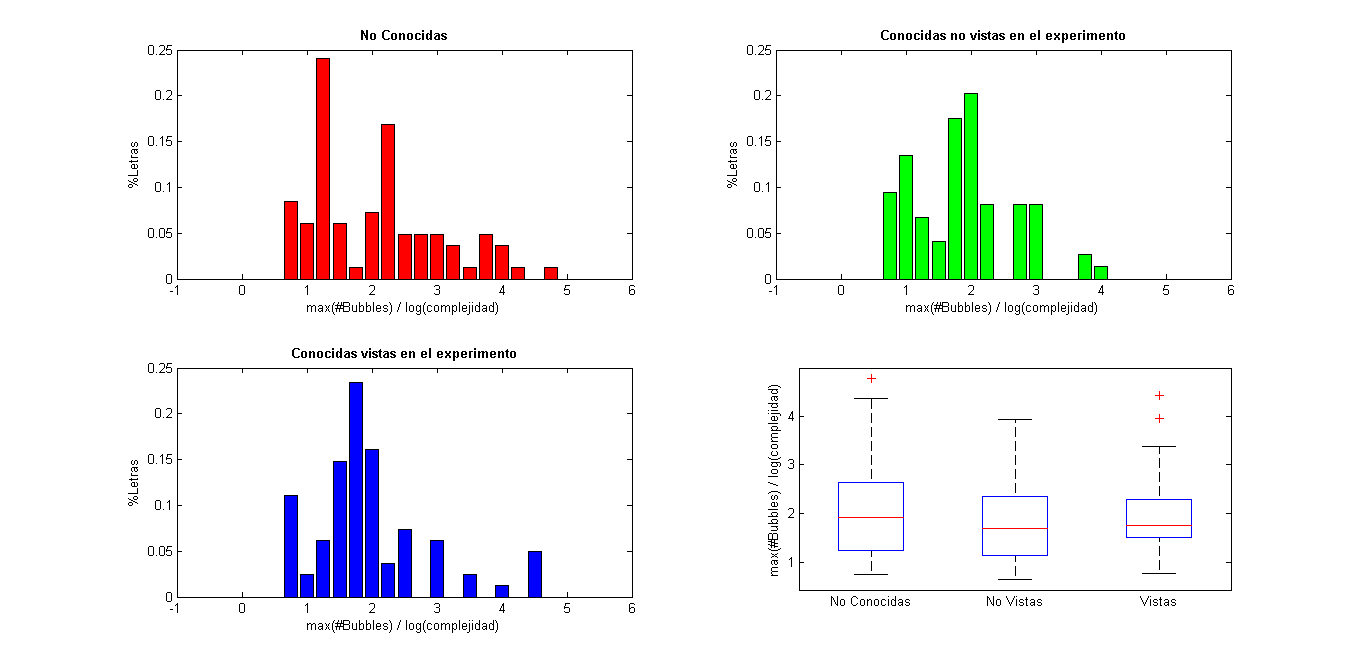 No Conocidas
0.25
0.2
0.15
0.1
0.05
0
%Letras
-1 0 1 2 3 4 5 6
max(#Bubbles) / log(complejidad)
Conocidas no vistas en el experimento
0.25
0.2
0.15
0.1
0.05
0
%Letras
-1 0 1 2 3 4 5 6
max(#Bubbles) / log(complejidad)
Conocidas vistas en el experimento
0.25
0.2
0.15
0.1
0.05
0
%Letras
-1 0 1 2 3 4 5 6
max(#Bubbles) / log(complejidad)
4
3
2
1
max(#Bubbles) / log(complejidad)
No Conocidas No Vistas Vistas